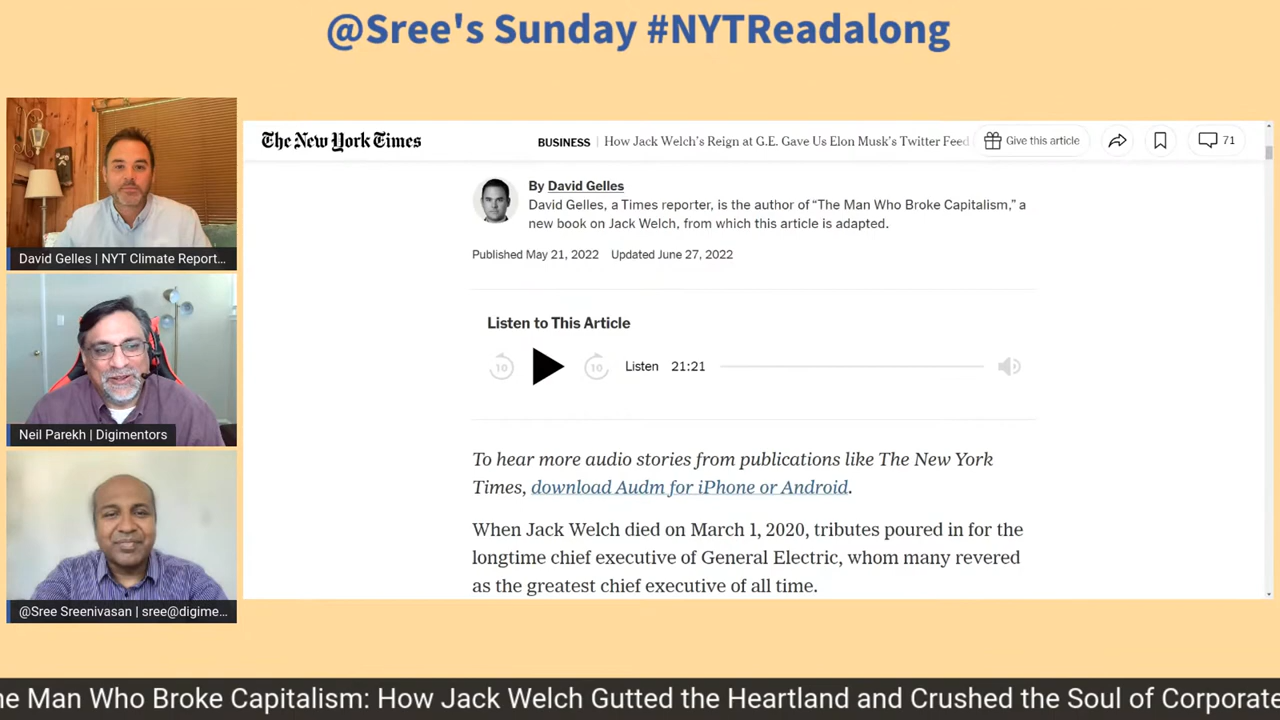 @Sree's Sunday #NYTReadalong
David Gelles | NYT Climate Report...
Neil Parekh | Digimentors
@Sree Sreenivasan | sree@digime...
The New York Times
BUSINESS | How Jack Welch's Reign at G.E. Gave Us Elon Musk's Twitter Feed
Give this article
71
By David Gelles
David Gelles, a Times reporter, is the author of “The Man Who Broke Capitalism,” a
new book on Jack Welch, from which this article is adapted.
Published May 21, 2022 Updated June 27, 2022
Listen to This Article
10
10
Listen 21:21
To hear more audio stories from publications like The New York
Times, download Audm for iPhone or Android.
When Jack Welch died on March 1, 2020, tributes poured in for the
longtime chief executive of General Electric, whom many revered
as the greatest chief executive of all time.
he Man Who Broke Capitalism: How Jack Welch Gutted the Heartland and Crushed the Soul of Corporate